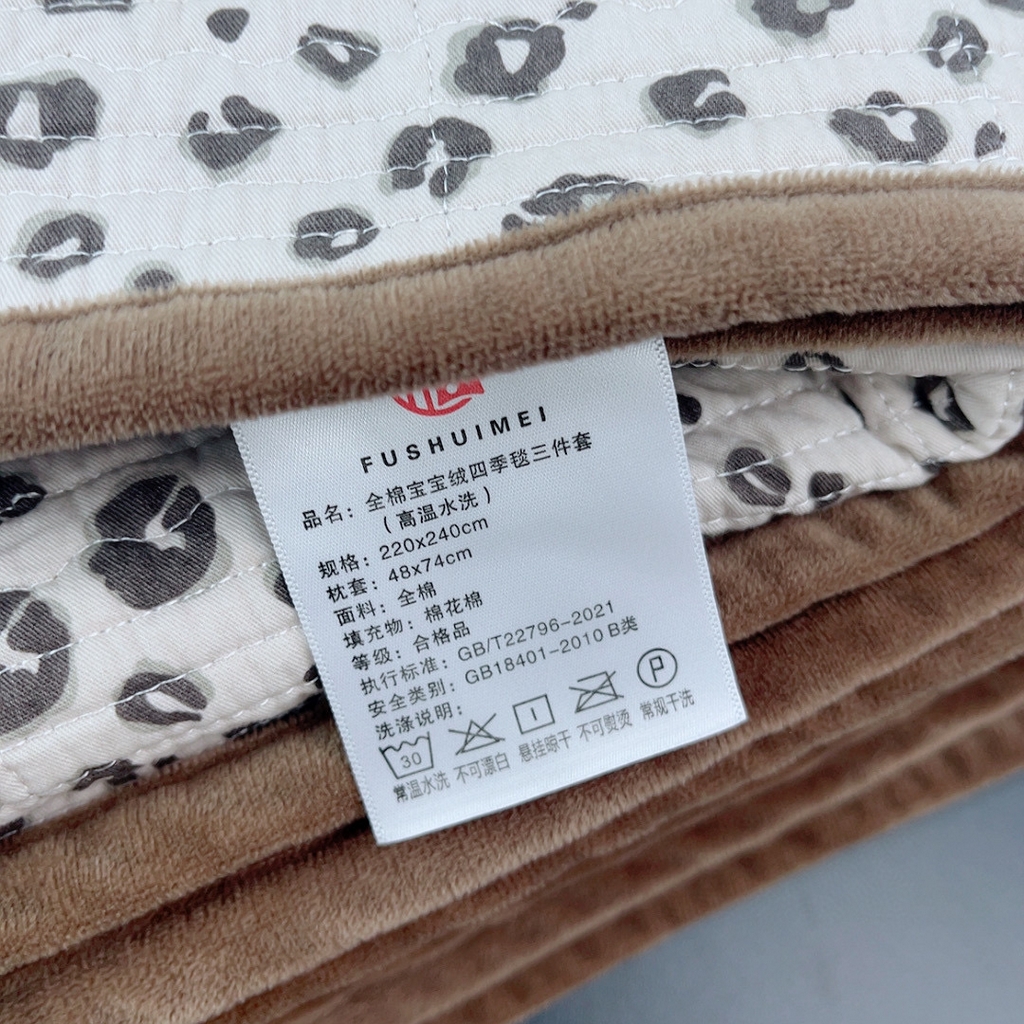 FUSHUIMEI
品名：全棉宝宝绒四季毯三件套
（高温水洗）
规格：220x240cm
枕套：48x74cm
面料：全棉
填充物：棉花棉
等级：合格品
执行标准：GB/T22796-2021
安全类别：GB18401-2010 B类
洗涤说明：
30 P
常温水洗 不可漂白 悬挂晾干 不可熨烫 常规干洗